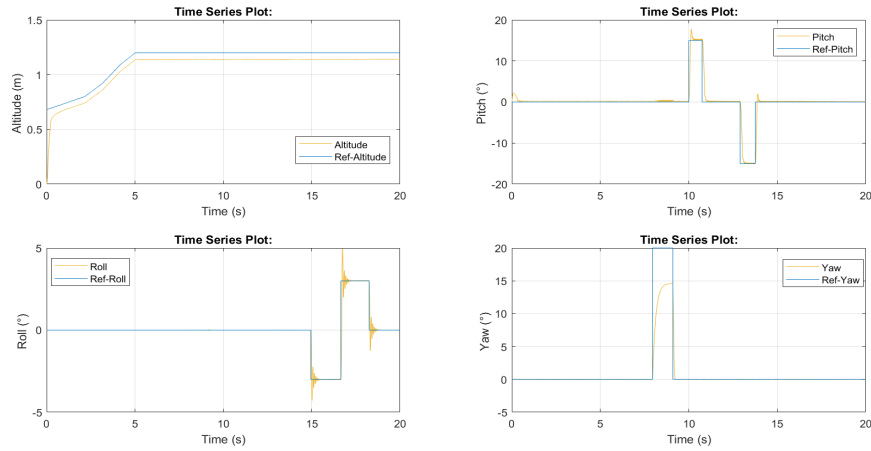 Time Series Plot:
1.5
1
0.5
0
Altitude (m)
Altitude
Ref-Altitude
0 5 10 15 20
Time (s)
Time Series Plot:
20
10
0
-10
-20
Pitch (°)
Pitch
Ref-Pitch
0 5 10 15 20
Time (s)
Time Series Plot:
5
0
-5
Roll (°)
Roll
Ref-Roll
0 5 10 15 20
Time (s)
Time Series Plot:
20
15
10
5
0
-5
Yaw (°)
Yaw
Ref-Yaw
0 5 10 15 20
Time (s)